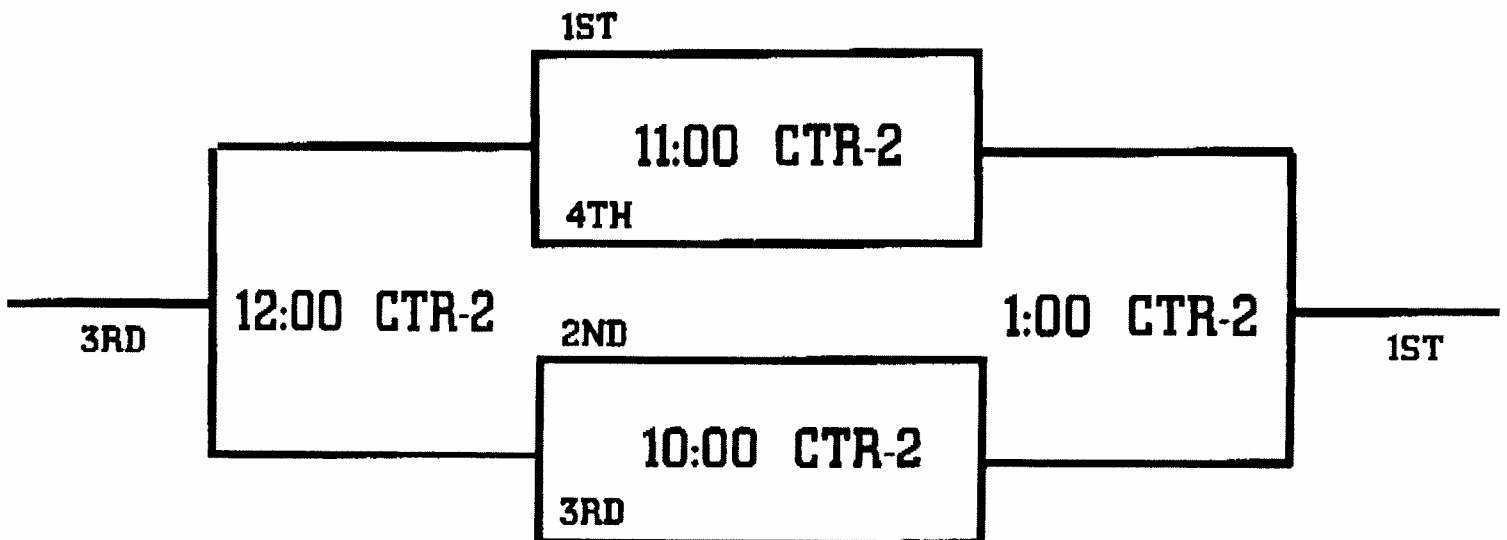 1ST
11:00 CTR-2
4TH
12:00 CTR-2
3RD
1:00 CTR-2
1ST
2ND
10:00 CTR-2
3RD